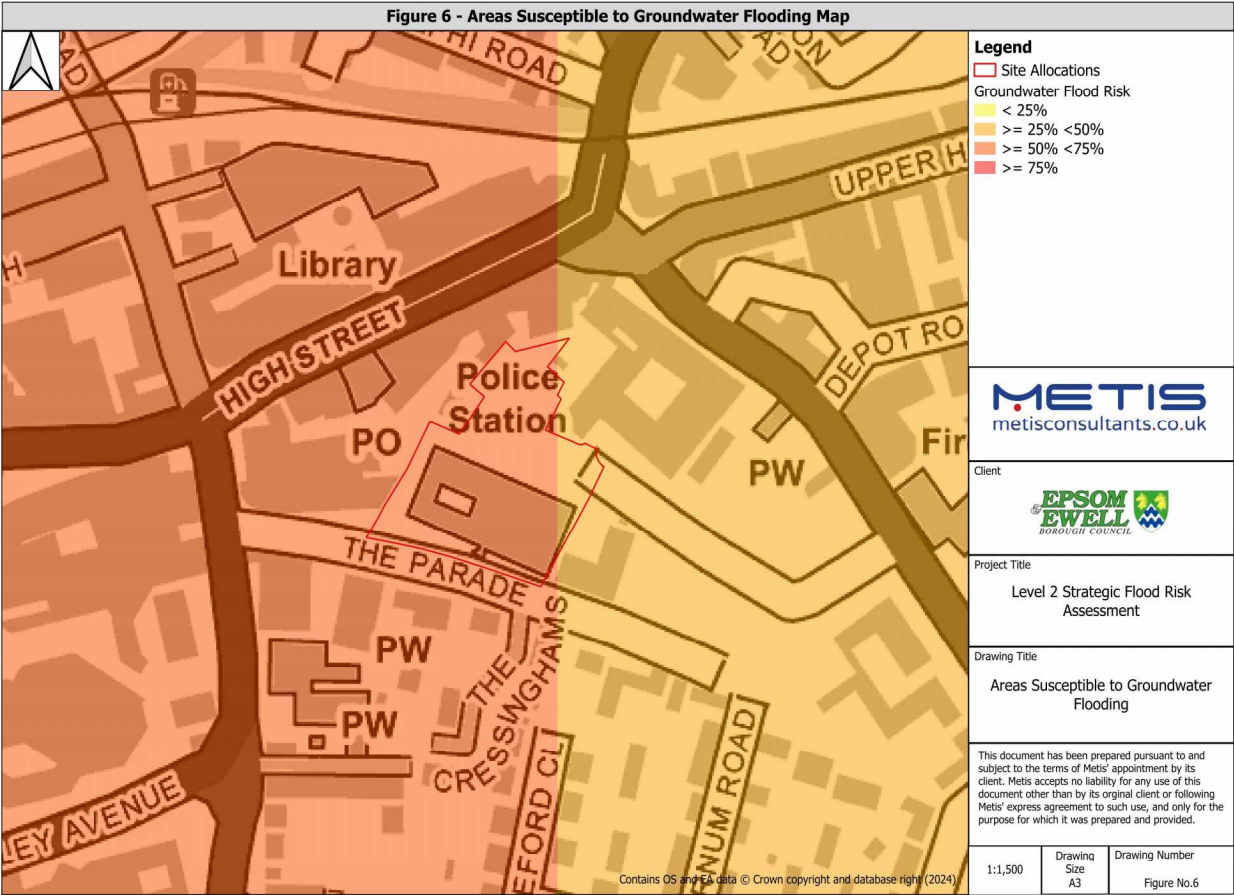 Figure 6 - Areas Susceptible to Groundwater Flooding Map
AD
PHI ROAD
ON
AD
UPPER H
Library
H
HIGH STREET
DEPOT RO
Police
Station
PO
PW
Fir
THE PARADE
PW
THE
CRESSINGHAMS
PW
LEY AVENUE
EFORD CL
NUM ROAD
Contains OS and EA data © Crown copyright and database right (2024)
Legend
Site Allocations
Groundwater Flood Risk
< 25%
>= 25% <50%
>= 50% <75%
>= 75%
METIS
metisconsultants.co.uk
Client
EPSOM
& EWELL
BOROUGH COUNCIL
Project Title
Level 2 Strategic Flood Risk
Assessment
Drawing Title
Areas Susceptible to Groundwater
Flooding
This document has been prepared pursuant to and
subject to the terms of Metis' appointment by its
client. Metis accepts no liability for any use of this
document other than by its orginal client or following
Metis' express agreement to such use, and only for the
purpose for which it was prepared and provided.
1:1,500
Drawing
Size
A3
Drawing Number
Figure No.6